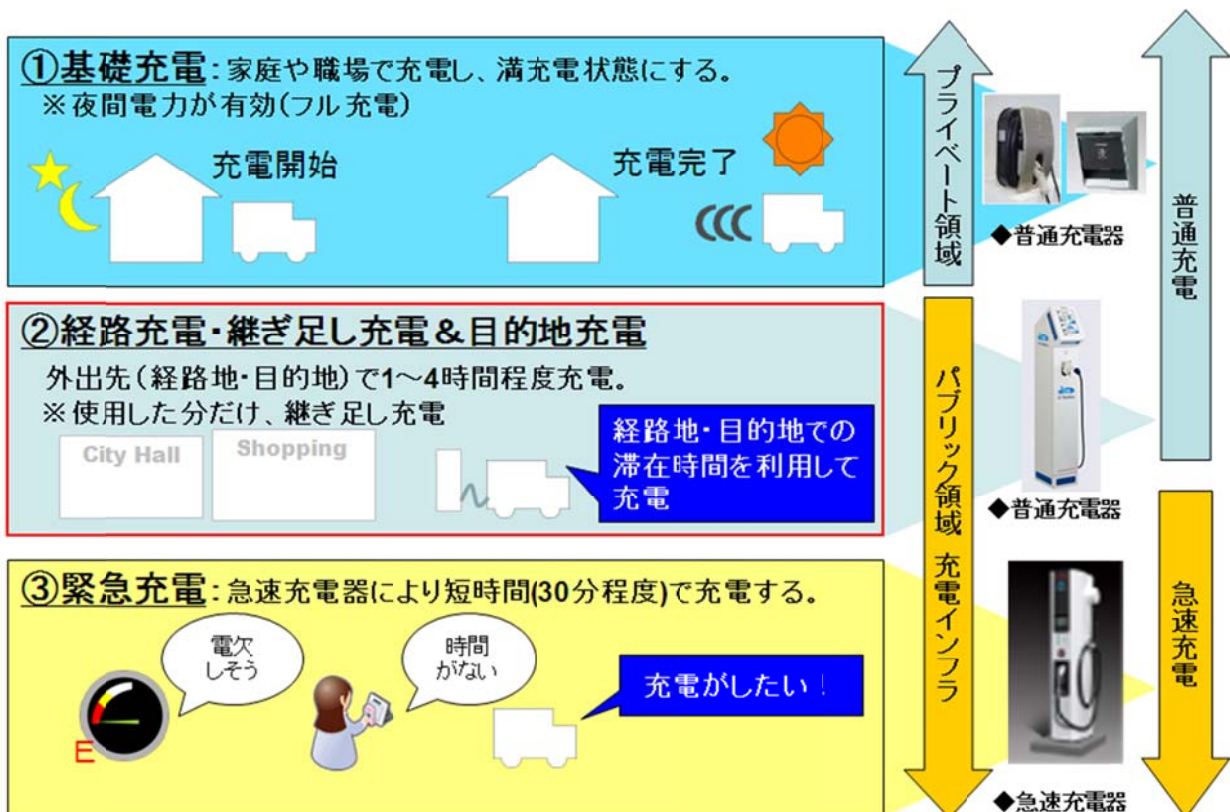 ①基礎充電：家庭や職場で充電し、満充電状態にする。
※夜間電力が有効(フル充電)
充電開始
充電完了
②経路充電・継ぎ足し充電＆目的地充電
外出先(経路地・目的地)で1～4時間程度充電。
※使用した分だけ、継ぎ足し充電
City Hall
Shopping
経路地・目的地での
滞在時間を利用して
充電
③緊急充電：急速充電器により短時間(30分程度)で充電する。
電欠
しそう
時間
がない
充電がしたい！
E
プライベート領域
パブリック領域 充電インフラ
◆普通充電器
◆普通充電器
◆急速充電器
普通充電
急速充電